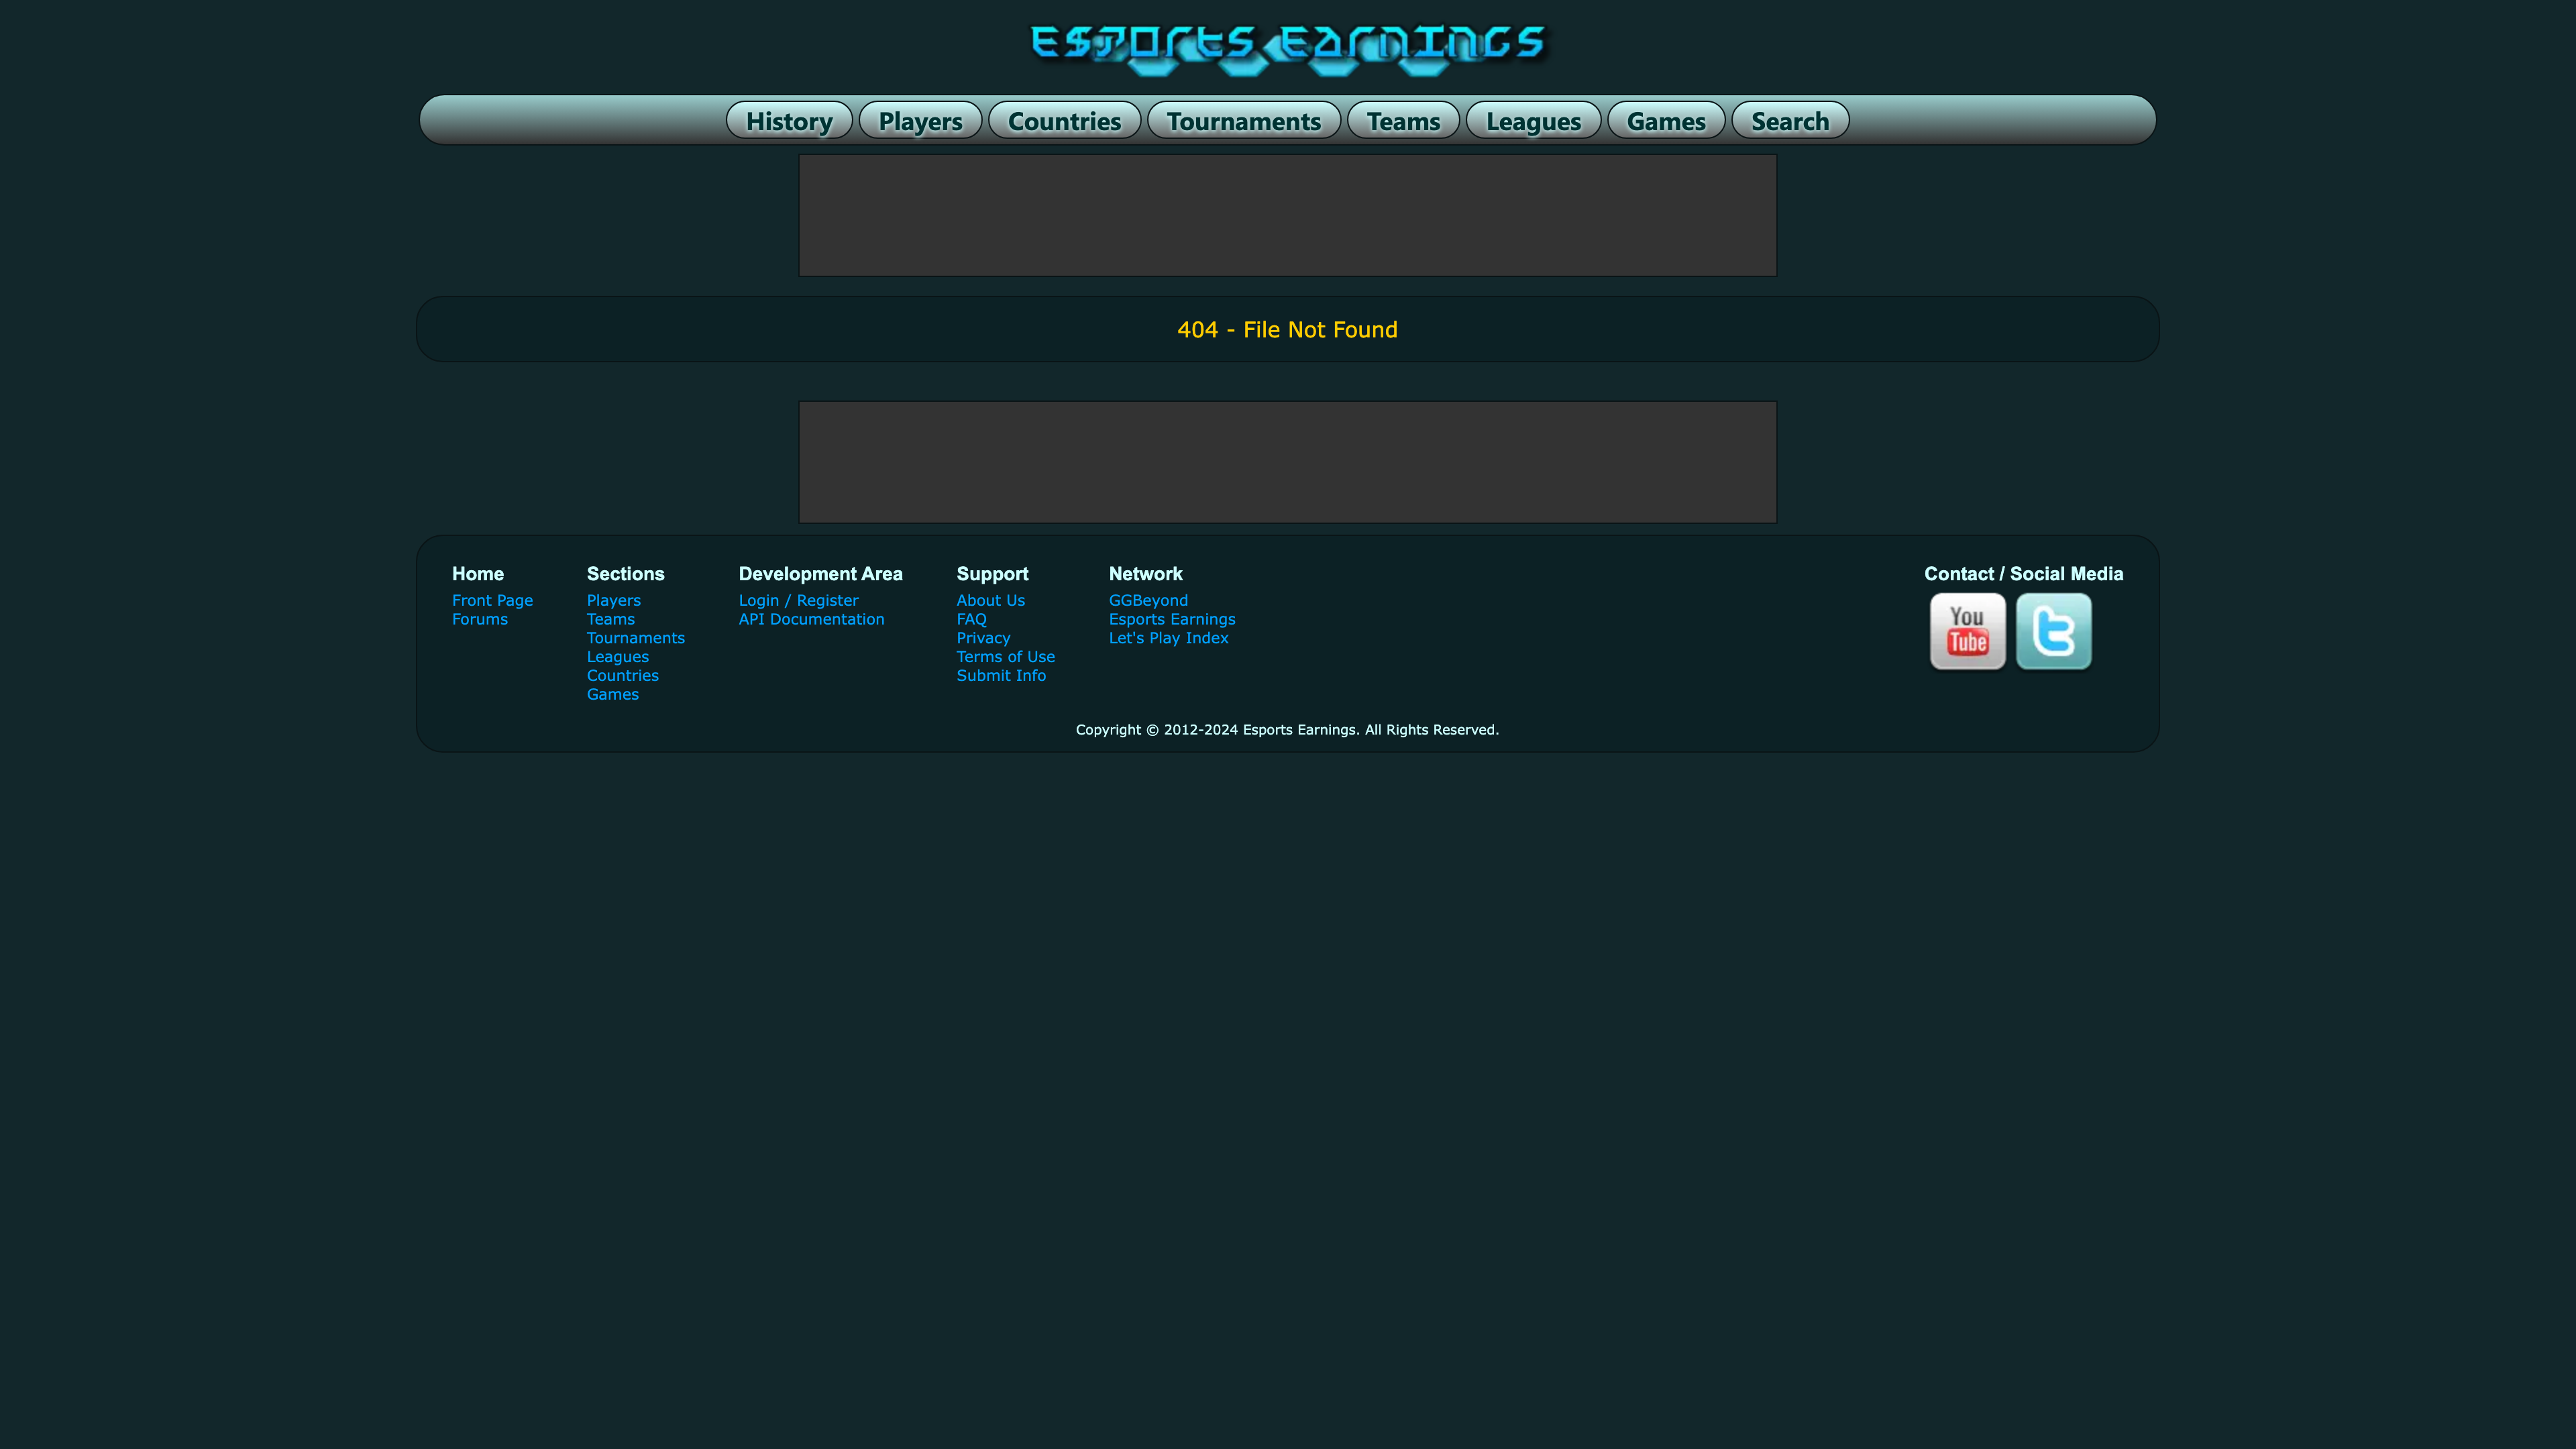 ESPORTS EARNINGS
History Players Countries Tournaments Teams Leagues Games Search
404 - File Not Found
Home
Front Page
Forums
Sections
Players
Teams
Tournaments
Leagues
Countries
Games
Development Area
Login / Register
API Documentation
Support
About Us
FAQ
Privacy
Terms of Use
Submit Info
Network
GGBeyond
Esports Earnings
Let's Play Index
Contact / Social Media
You
Tube
Copyright © 2012-2024 Esports Earnings. All Rights Reserved.